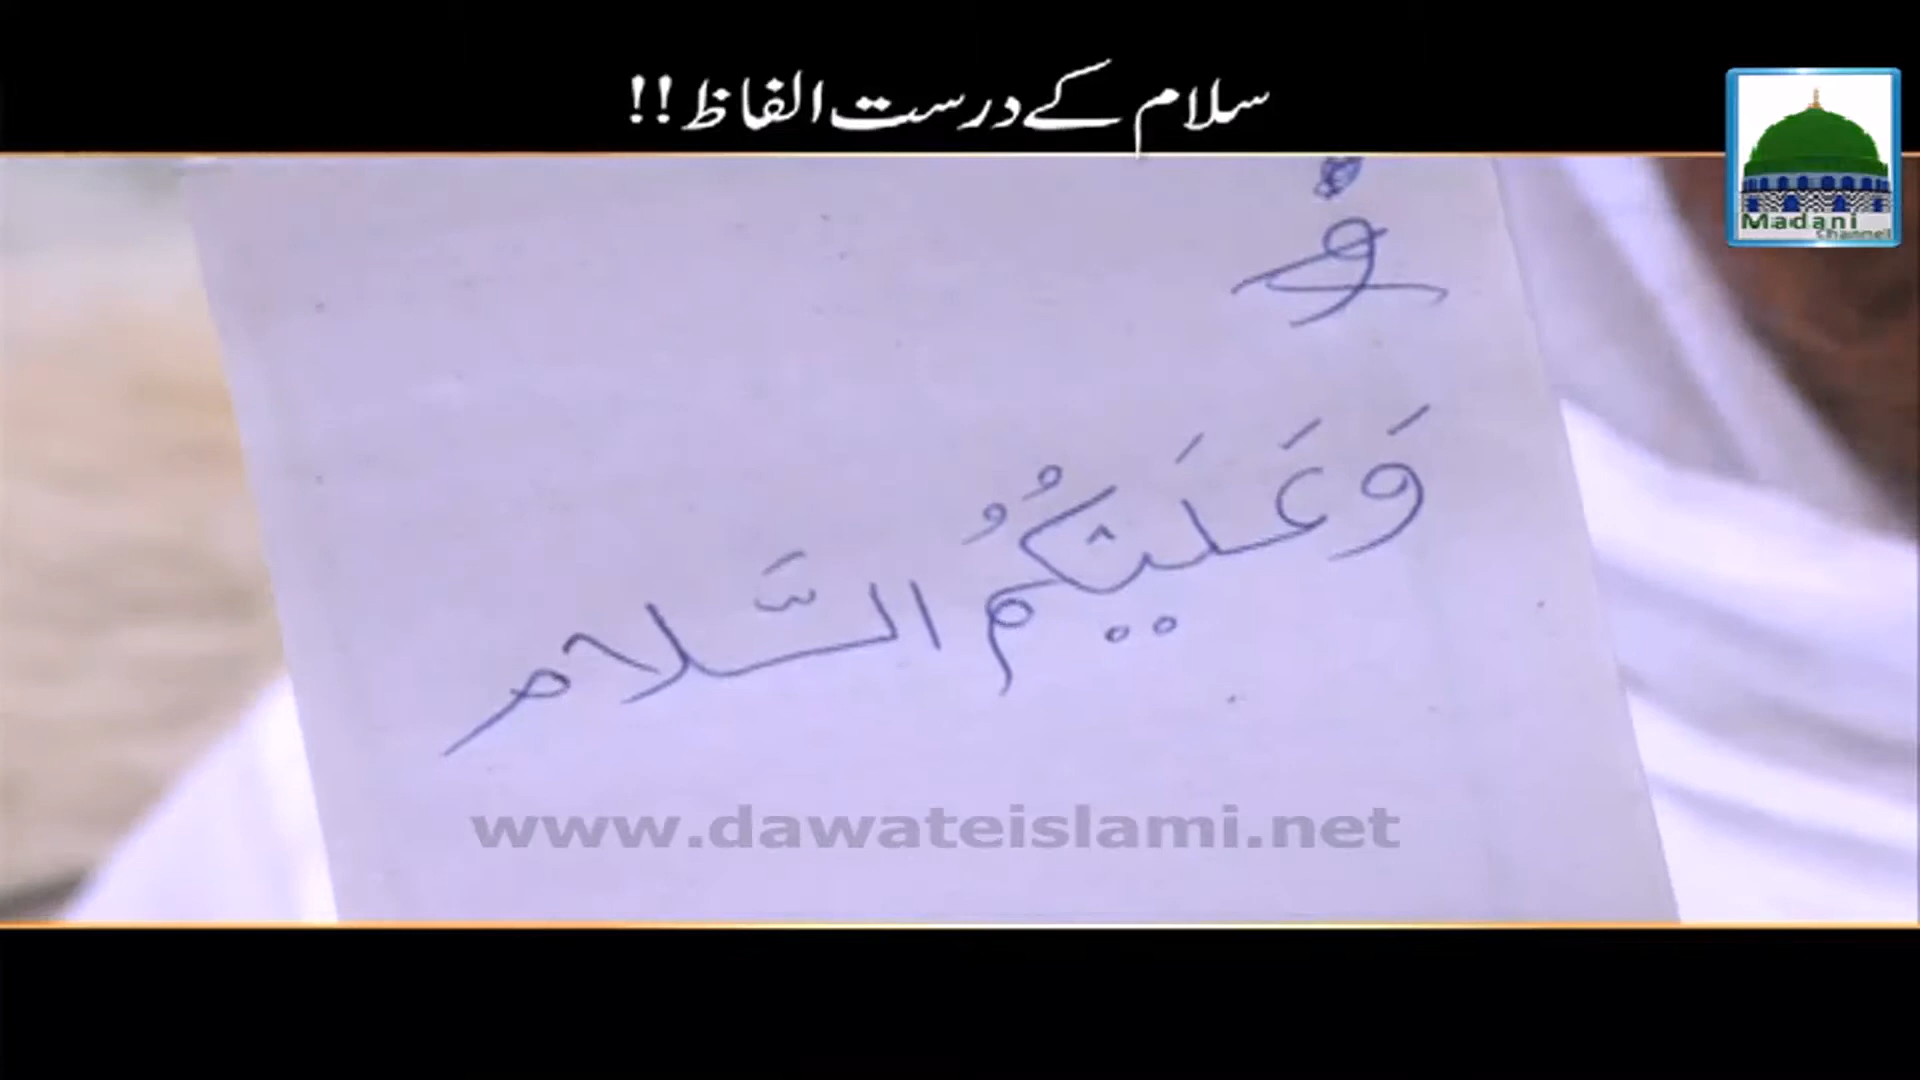 سلام کے درست الفاظ !!
Madani
Channel
وَعَلَيْكُمُ السَّلَام
www.dawateislami.net